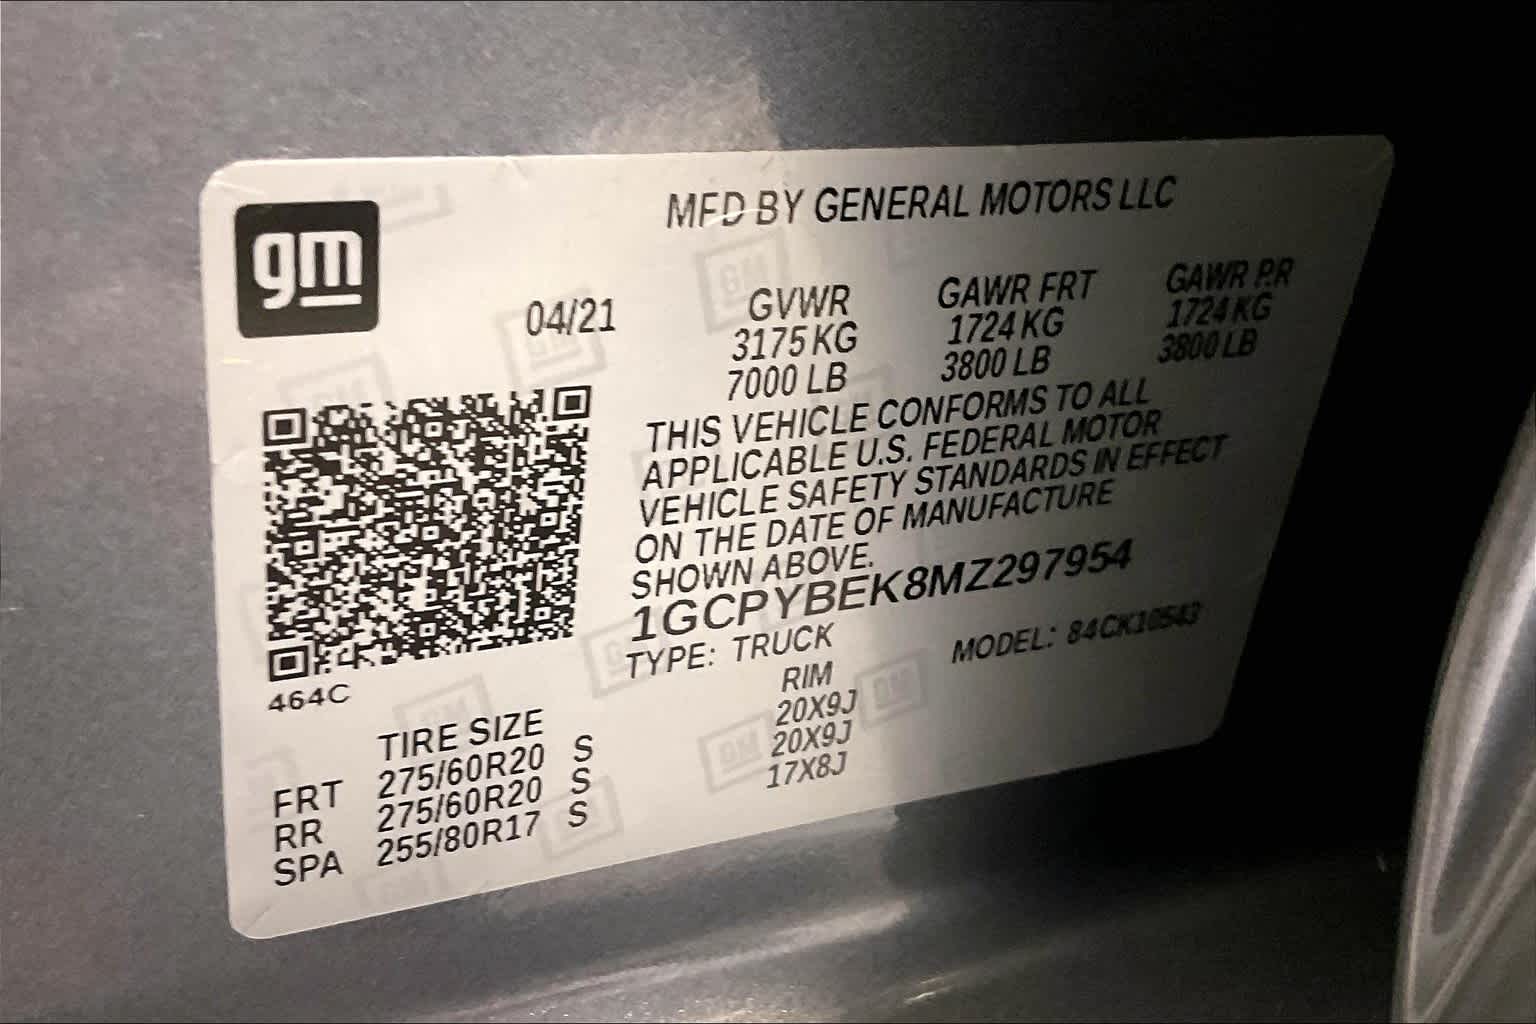 gm
MFD BY GENERAL MOTORS LLC
04/21 GVWR GAWR FRT GAWR RR
3175 KG 1724 KG 1724 KG
7000 LB 3800 LB 3800 LB
THIS VEHICLE CONFORMS TO ALL
APPLICABLE U.S. FEDERAL MOTOR
VEHICLE SAFETY STANDARDS IN EFFECT
ON THE DATE OF MANUFACTURE
SHOWN ABOVE.
1GCPYBEK8MZ297954
TYPE: TRUCK MODEL: 84CK10543
464C
TIRE SIZE RIM
FRT 275/60R20 S 20X9J
RR 275/60R20 S 20X9J
SPA 255/80R17 S 17X8J